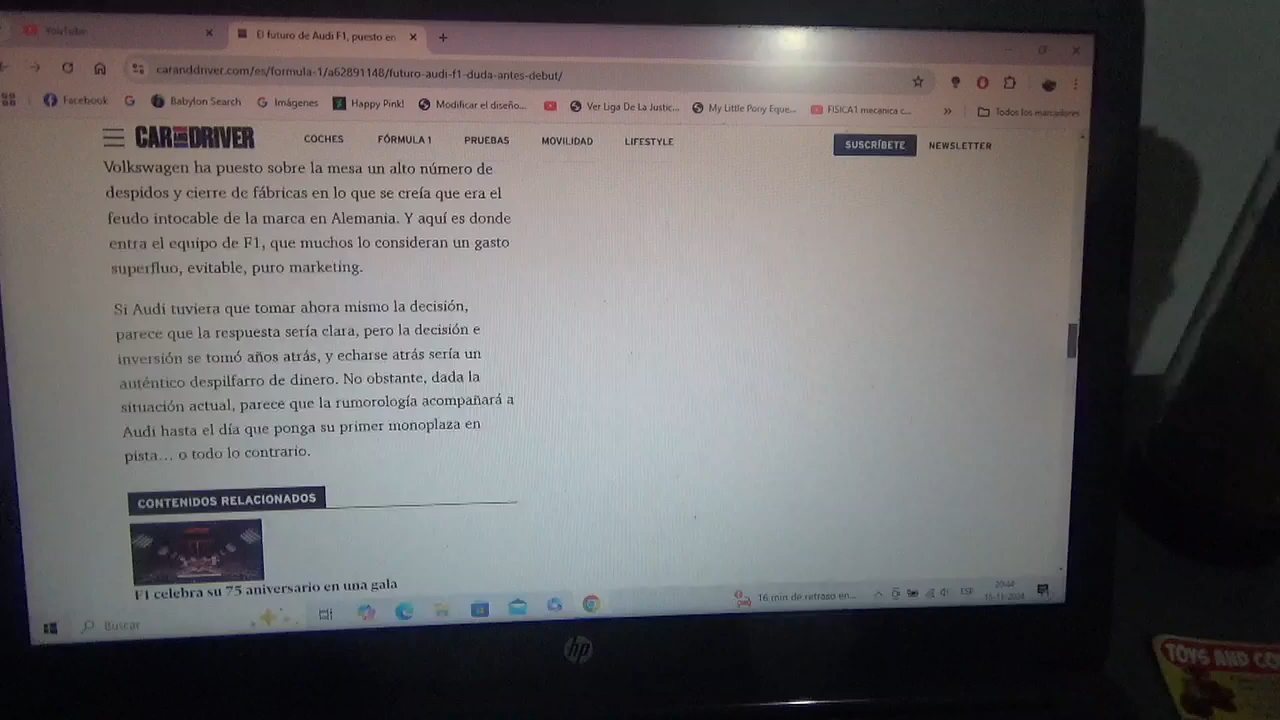 YouTube
El futuro de Audi F1, puesto en
caranddriver.com/es/formula-1/a62891148/futuro-audi-f1-duda-antes-debut/
Facebook
Babylon Search
Imágenes
Happy Pink!
Modificar el diseño...
Ver Liga De La Justic...
My Little Pony Eque...
FISICA1 mecanica c...
»
Todos los marcadores
CAR AND DRIVER
COCHES
FÓRMULA 1
PRUEBAS
MOVILIDAD
LIFESTYLE
SUSCRÍBETE
NEWSLETTER
Volkswagen ha puesto sobre la mesa un alto número de
despidos y cierre de fábricas en lo que se creía que era el
feudo intocable de la marca en Alemania. Y aquí es donde
entra el equipo de F1, que muchos lo consideran un gasto
superfluo, evitable, puro marketing.
Si Audi tuviera que tomar ahora mismo la decisión,
parece que la respuesta sería clara, pero la decisión e
inversión se tomó años atrás, y echarse atrás sería un
auténtico despilfarro de dinero. No obstante, dada la
situación actual, parece que la rumorología acompañará a
Audi hasta el día que ponga su primer monoplaza en
pista... o todo lo contrario.
CONTENIDOS RELACIONADOS
F1 celebra su 75 aniversario en una gala
Buscar
16 min de retraso en...
ESP
20:44
15-11-2024
hp
TOYS AND CO